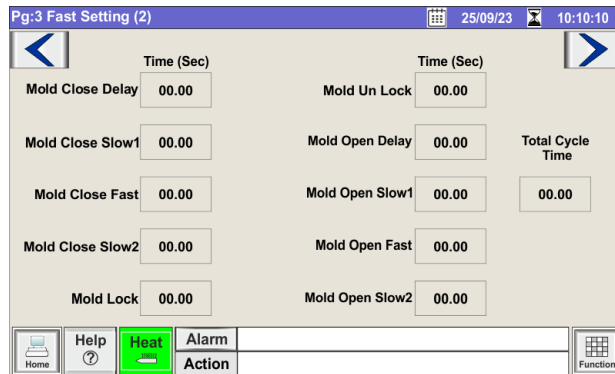 Pg:3 Fast Setting (2)
25/09/23
10:10:10
Time (Sec)
Time (Sec)
Mold Close Delay 00.00
Mold Un Lock 00.00
Mold Close Slow1 00.00
Mold Open Delay 00.00
Total Cycle
Time
Mold Close Fast 00.00
Mold Open Slow1 00.00
00.00
Mold Close Slow2 00.00
Mold Open Fast 00.00
Mold Lock 00.00
Mold Open Slow2 00.00
Home
Help
?
Heat
Alarm
Action
Function